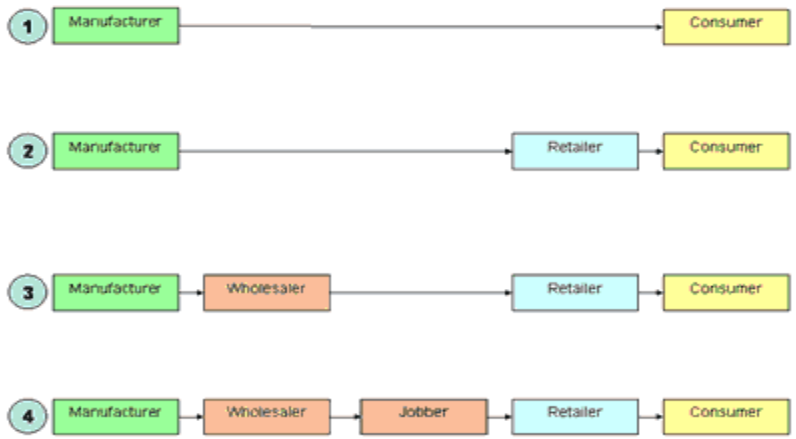 1 Manufacturer Consumer
2 Manufacturer Retailer Consumer
3 Manufacturer Wholesaler Retailer Consumer
4 Manufacturer Wholesaler Jobber Retailer Consumer